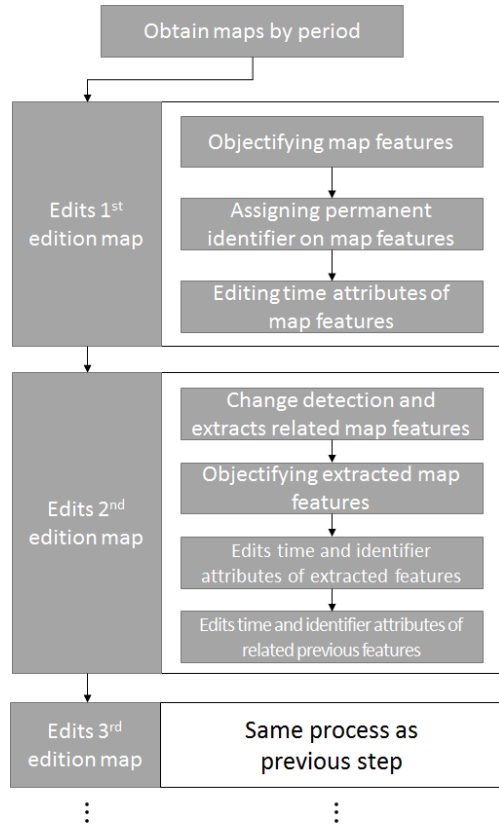 Obtain maps by period
Edits 1st
edition map
Objectifying map features
Assigning permanent
identifier on map features
Editing time attributes of
map features
Edits 2nd
edition map
Change detection and
extracts related map features
Objectifying extracted map
features
Edits time and identifier
attributes of extracted features
Edits time and identifier attributes of
related previous features
Edits 3rd
edition map
Same process as
previous step